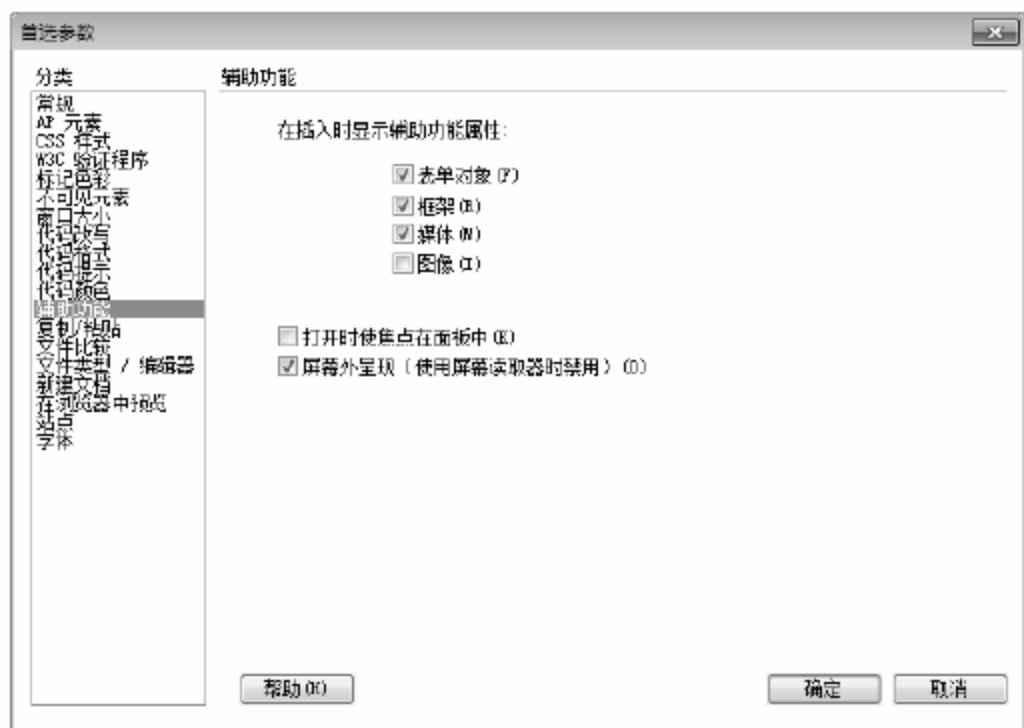 首选参数
分类
常规
AP 元素
CSS 样式
W3C 验证程序
标记色彩
不可见元素
窗口大小
代码改写
代码格式
代码提示
代码颜色
辅助功能
复制/粘贴
文件比较
文件类型 / 编辑器
新建文档
在浏览器中预览
站点
字体
辅助功能
在插入时显示辅助功能属性:
表单对象(F)
框架(R)
媒体(M)
图像(I)
打开时使焦点在面板中(K)
屏幕外呈现(使用屏幕读取器时禁用)(O)
帮助(H)
确定
取消